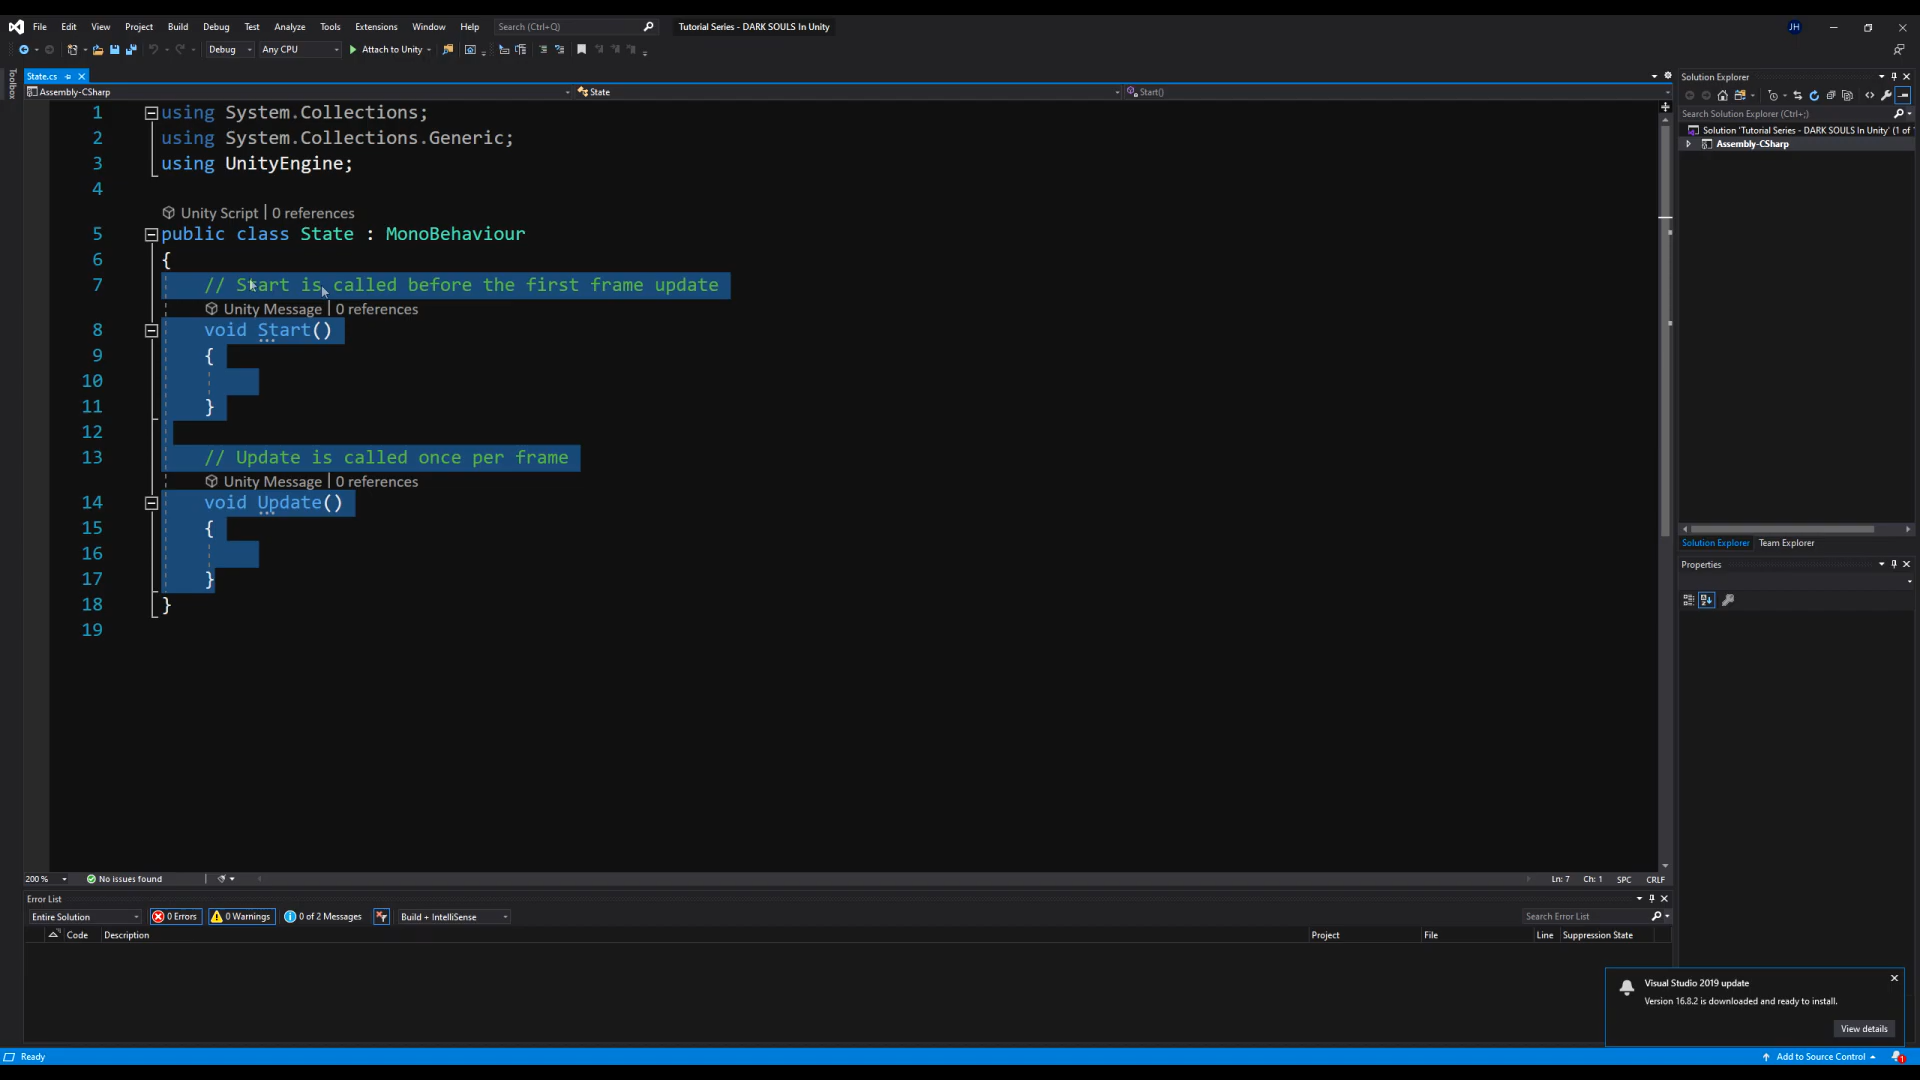 File Edit View Project Build Debug Test Analyze Tools Extensions Window Help Search (Ctrl+Q) Tutorial Series - DARK SOULS In Unity JH
Debug Any CPU Attach to Unity
Toolbox
State.cs
Assembly-CSharp State Start()
1 using System.Collections;
2 using System.Collections.Generic;
3 using UnityEngine;
4
Unity Script | 0 references
5 public class State : MonoBehaviour
6 {
7 // Start is called before the first frame update
Unity Message | 0 references
8 void Start()
9 {
10
11 }
12
13 // Update is called once per frame
Unity Message | 0 references
14 void Update()
15 {
16
17 }
18 }
19
200 % No issues found Ln: 7 Ch: 1 SPC CRLF
Error List
Entire Solution 0 Errors 0 Warnings 0 of 2 Messages Build + IntelliSense Search Error List
Code Description Project File Line Suppression State
Solution Explorer
Search Solution Explorer (Ctrl+;)
Solution 'Tutorial Series - DARK SOULS In Unity' (1 of 1
Assembly-CSharp
Solution Explorer Team Explorer
Properties
Visual Studio 2019 update
Version 16.8.2 is downloaded and ready to install.
View details
Ready Add to Source Control 1